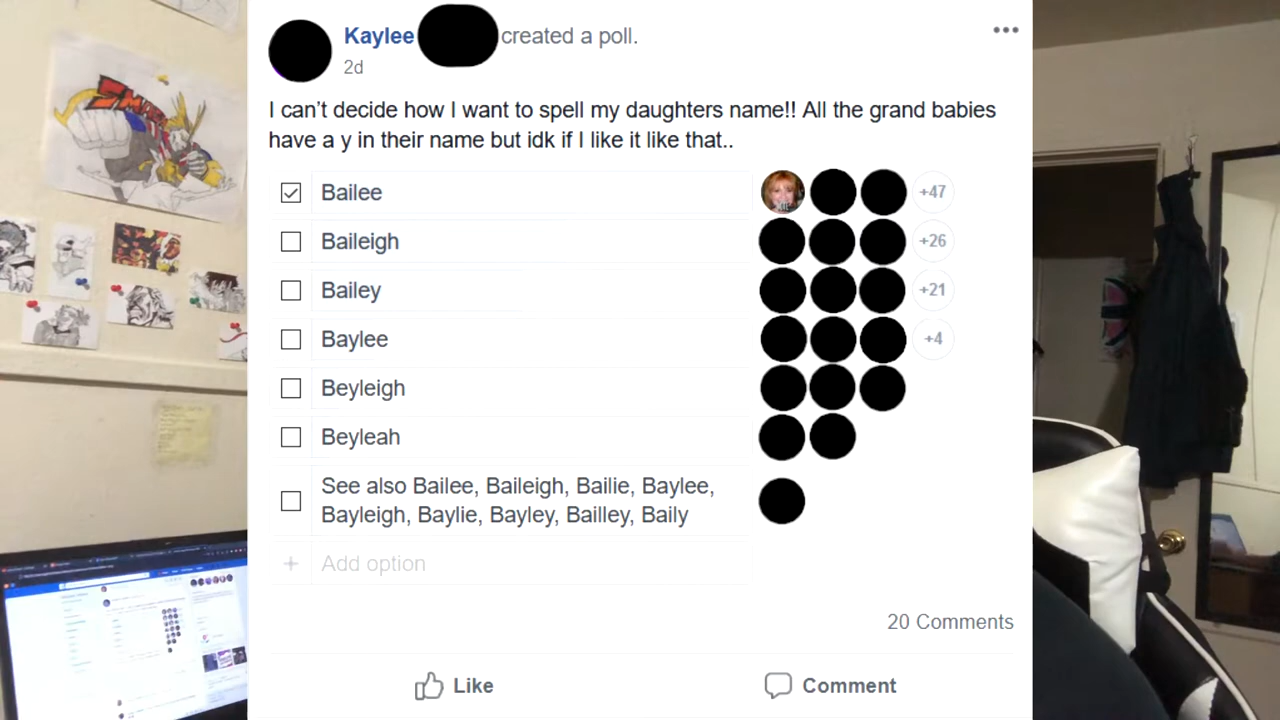 Kaylee created a poll.
2d
I can't decide how I want to spell my daughters name!! All the grand babies
have a y in their name but idk if I like it like that..
Bailee
+47
Baileigh
+26
Bailey
+21
Baylee
+4
Beyleigh
Beyleah
See also Bailee, Baileigh, Bailie, Baylee,
Bayleigh, Baylie, Bayley, Bailley, Baily
Add option
20 Comments
Like
Comment